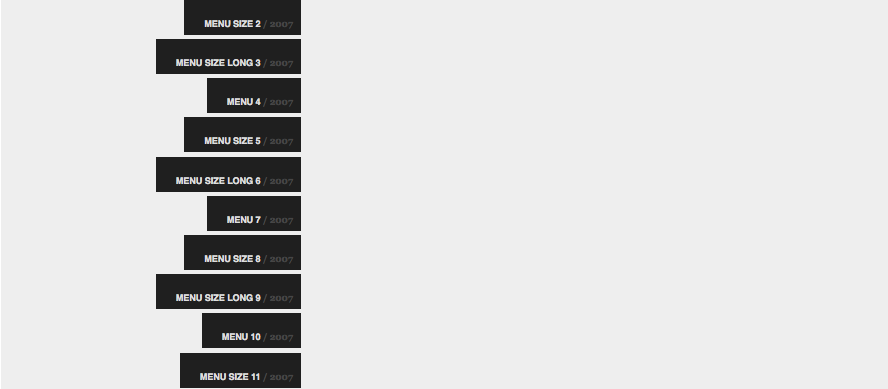 MENU SIZE 2 / 2007
MENU SIZE LONG 3 / 2007
MENU 4 / 2007
MENU SIZE 5 / 2007
MENU SIZE LONG 6 / 2007
MENU 7 / 2007
MENU SIZE 8 / 2007
MENU SIZE LONG 9 / 2007
MENU 10 / 2007
MENU SIZE 11 / 2007